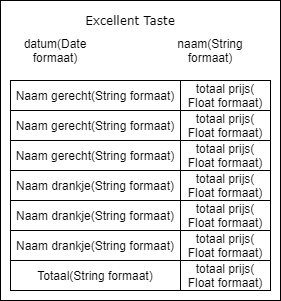 Excellent Taste
datum(Date
formaat)
naam(String
formaat)
Naam gerecht(String formaat)
totaal prijs(
Float formaat)
Naam gerecht(String formaat)
totaal prijs(
Float formaat)
Naam gerecht(String formaat)
totaal prijs(
Float formaat)
Naam drankje(String formaat)
totaal prijs(
Float formaat)
Naam drankje(String formaat)
totaal prijs(
Float formaat)
Naam drankje(String formaat)
totaal prijs(
Float formaat)
Totaal(String formaat)
totaal prijs(
Float formaat)